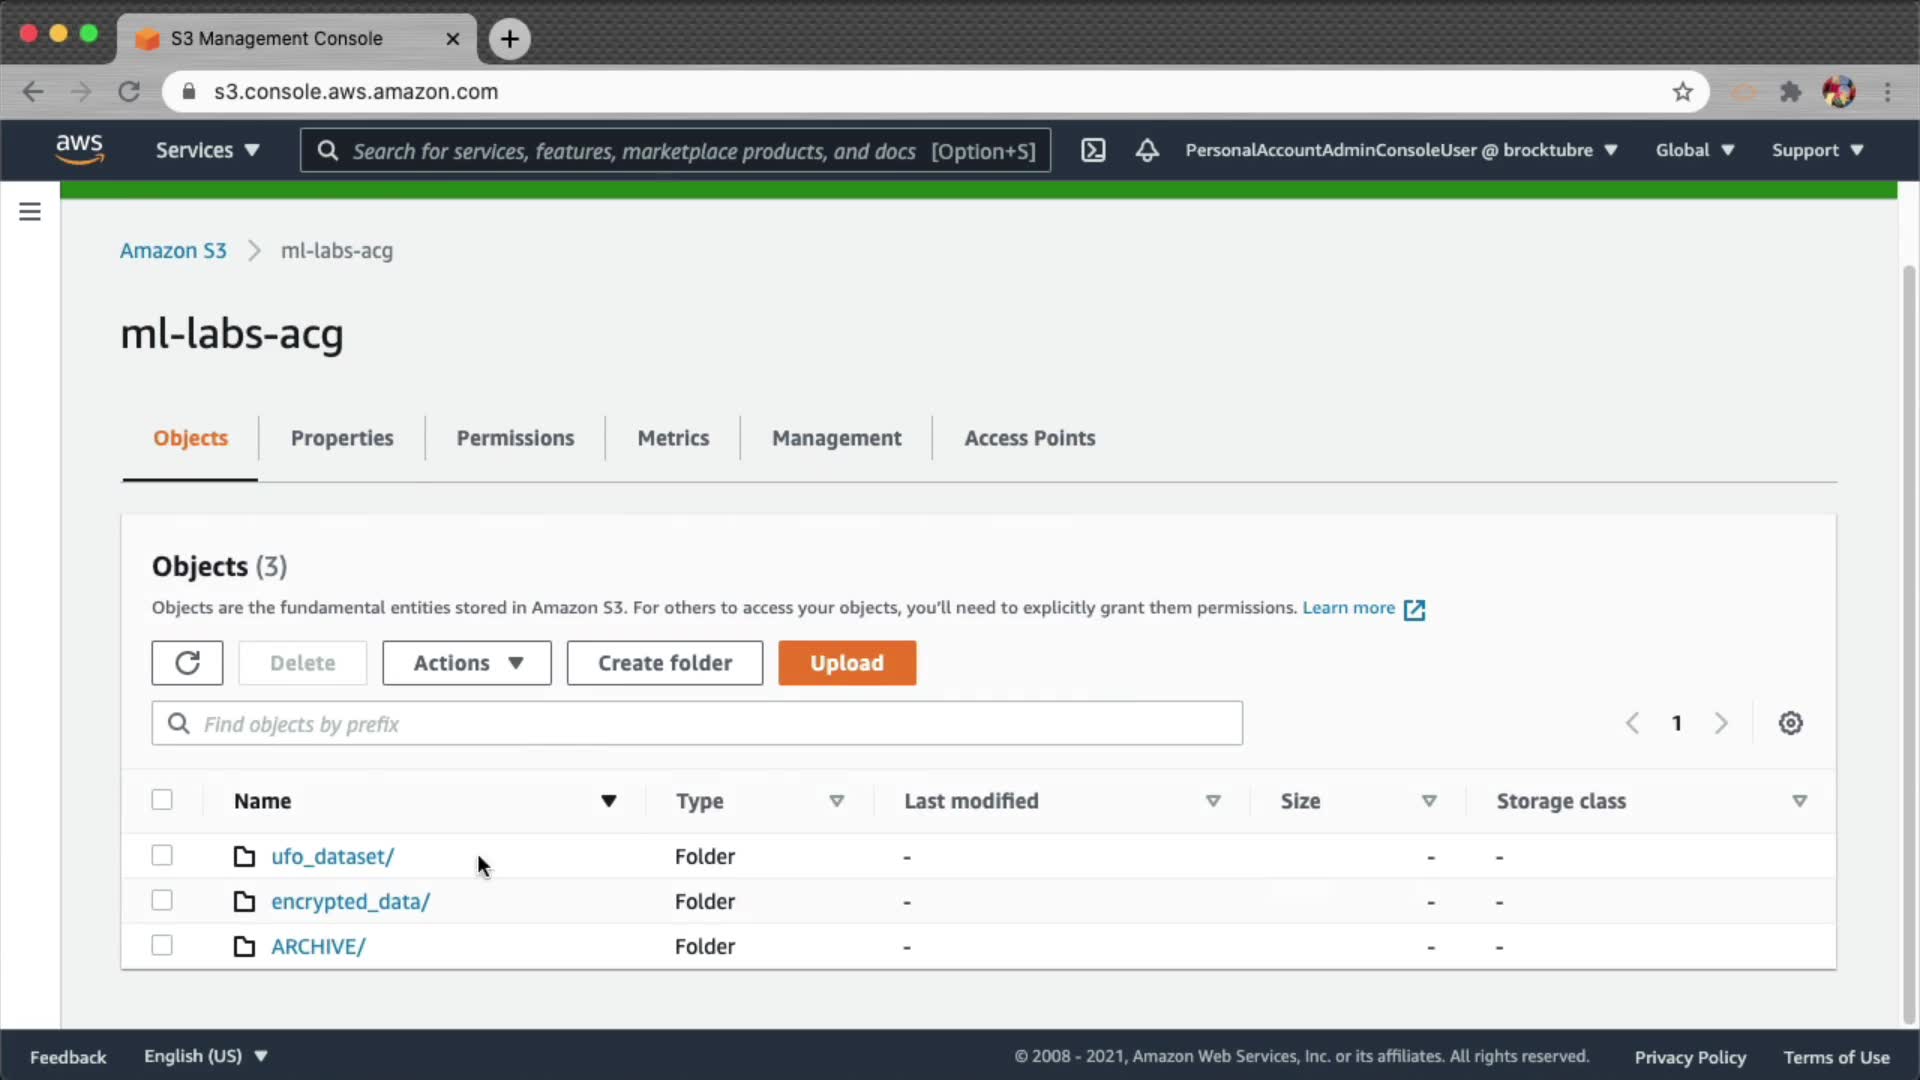 S3 Management Console
s3.console.aws.amazon.com
aws
Services
Search for services, features, marketplace products, and docs [Option+S]
PersonalAccountAdminConsoleUser @ brocktubre
Global
Support
Amazon S3
ml-labs-acg
ml-labs-acg
Objects
Properties
Permissions
Metrics
Management
Access Points
Objects (3)
Objects are the fundamental entities stored in Amazon S3. For others to access your objects, you'll need to explicitly grant them permissions. Learn more
Delete
Actions
Create folder
Upload
Find objects by prefix
1
Name Type Last modified Size Storage class
ufo_dataset/ Folder - - -
encrypted_data/ Folder - - -
ARCHIVE/ Folder - - -
Feedback
English (US)
© 2008 - 2021, Amazon Web Services, Inc. or its affiliates. All rights reserved.
Privacy Policy
Terms of Use